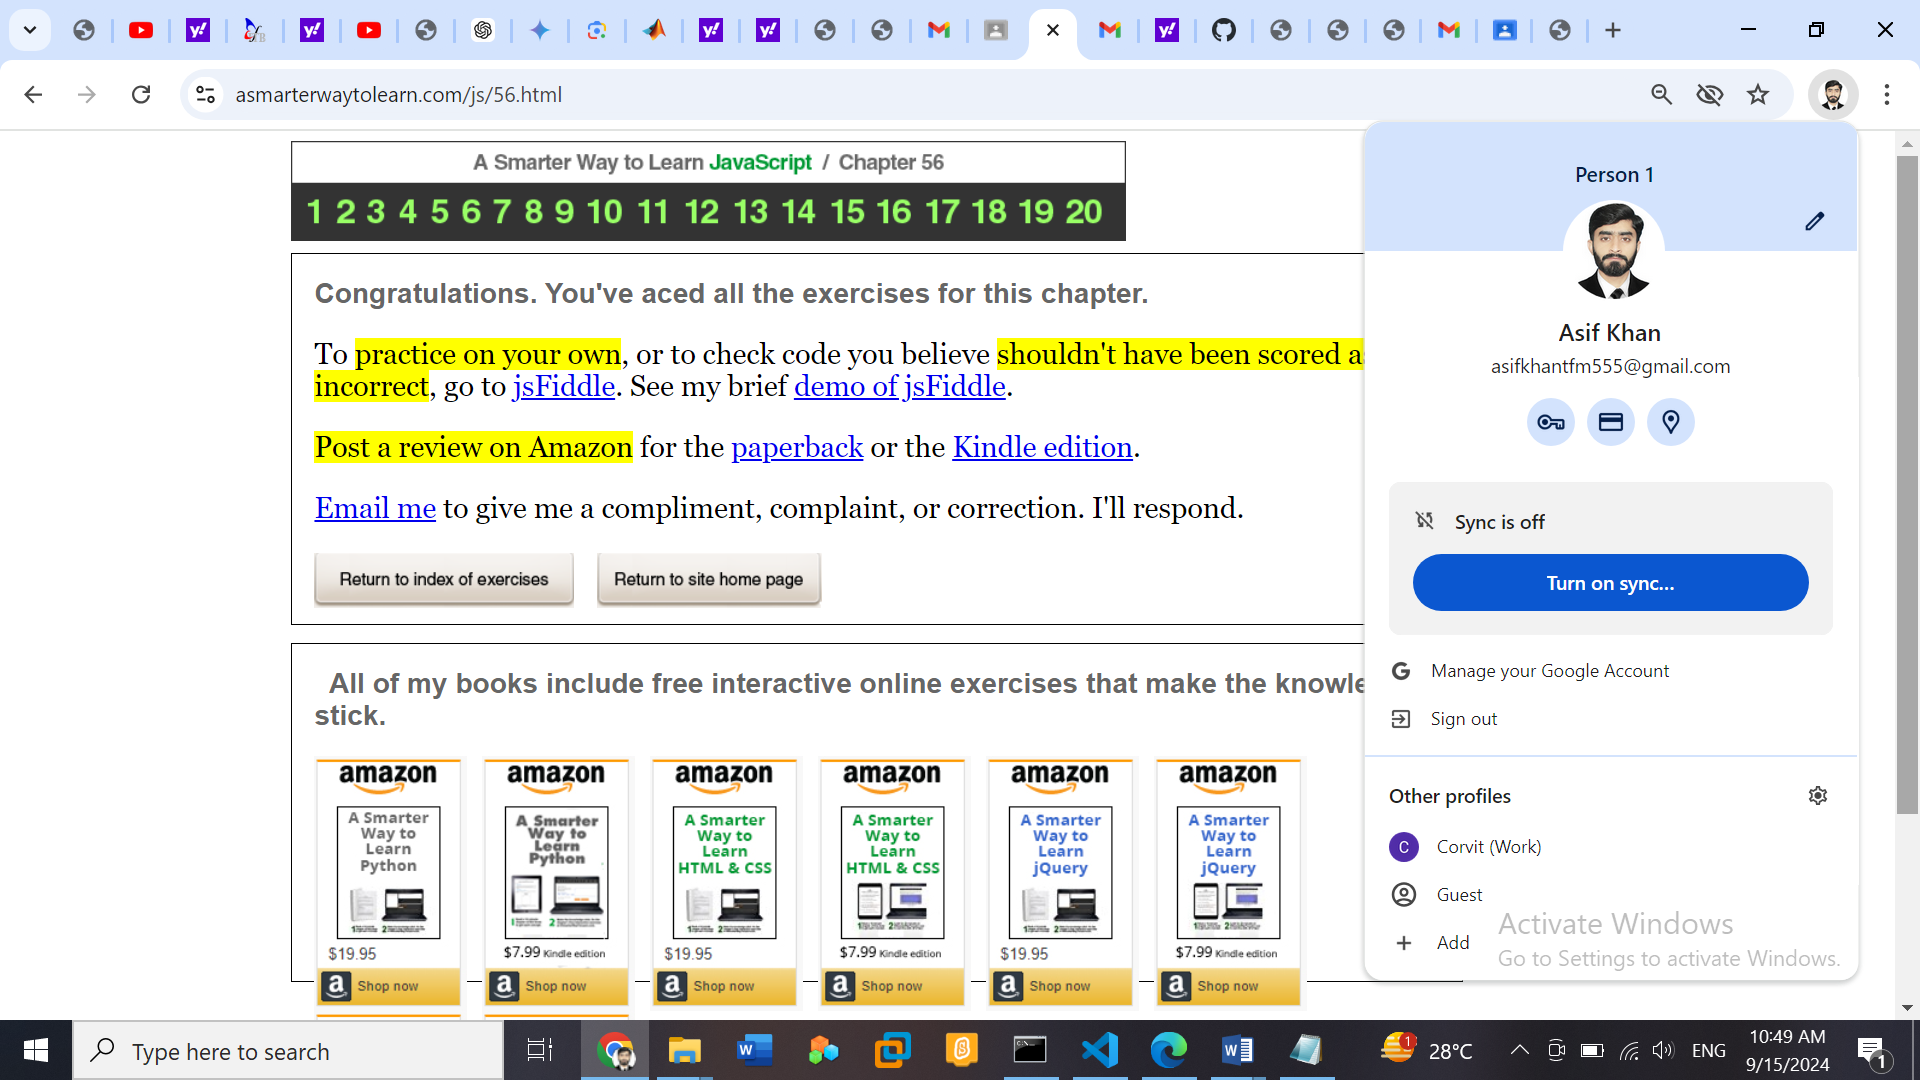 asmarterwaytolearn.com/js/56.html
A Smarter Way to Learn JavaScript / Chapter 56
1 2 3 4 5 6 7 8 9 10 11 12 13 14 15 16 17 18 19 20
Congratulations. You've aced all the exercises for this chapter.
To practice on your own, or to check code you believe shouldn't have been scored as
incorrect, go to jsFiddle. See my brief demo of jsFiddle.
Post a review on Amazon for the paperback or the Kindle edition.
Email me to give me a compliment, complaint, or correction. I'll respond.
Return to index of exercises
Return to site home page
All of my books include free interactive online exercises that make the knowle
stick.
amazon
A Smarter
Way to
Learn
Python
$19.95
Shop now
amazon
A Smarter
Way to
Learn
Python
$7.99 Kindle edition
Shop now
amazon
A Smarter
Way to
Learn
HTML & CSS
$19.95
Shop now
amazon
A Smarter
Way to
Learn
HTML & CSS
$7.99 Kindle edition
Shop now
amazon
A Smarter
Way to
Learn
jQuery
$19.95
Shop now
amazon
A Smarter
Way to
Learn
jQuery
$7.99 Kindle edition
Shop now
Person 1
Asif Khan
asifkhantfm555@gmail.com
Sync is off
Turn on sync...
Manage your Google Account
Sign out
Other profiles
C Corvit (Work)
Guest
Add
Activate Windows
Go to Settings to activate Windows.
Type here to search
1
28°C
ENG
10:49 AM
9/15/2024
1